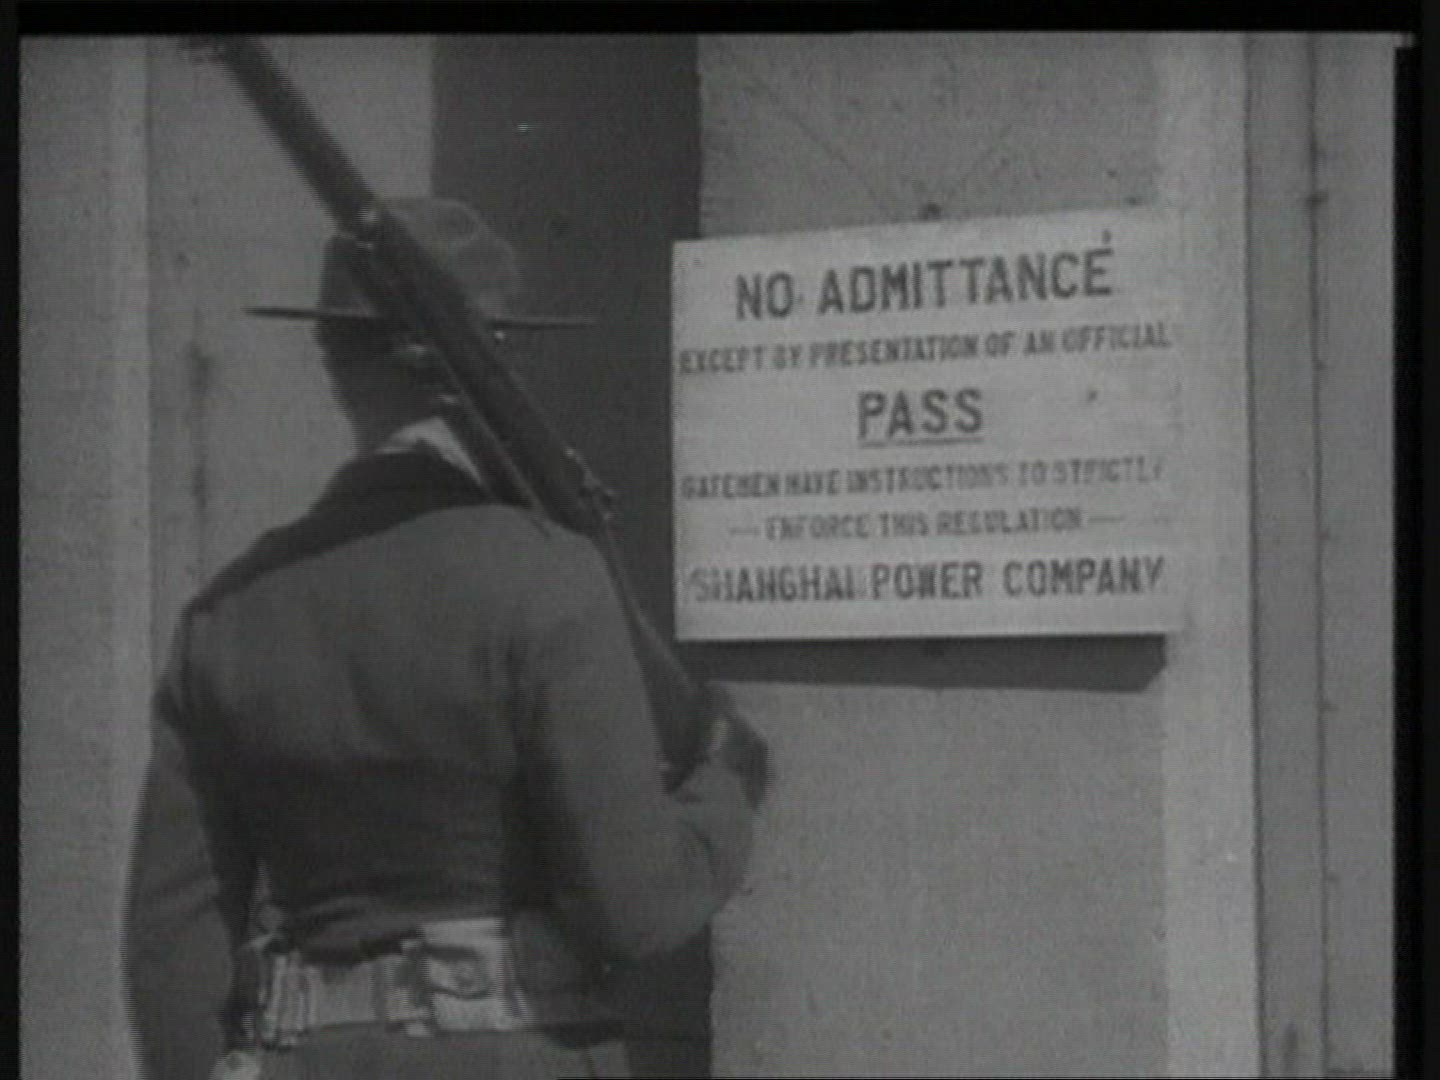 NO ADMITTANCE
EXCEPT BY PRESENTATION OF AN OFFICIAL
PASS
GATEMEN HAVE INSTRUCTIONS TO STRICTLY
— ENFORCE THIS REGULATION —
SHANGHAI POWER COMPANY